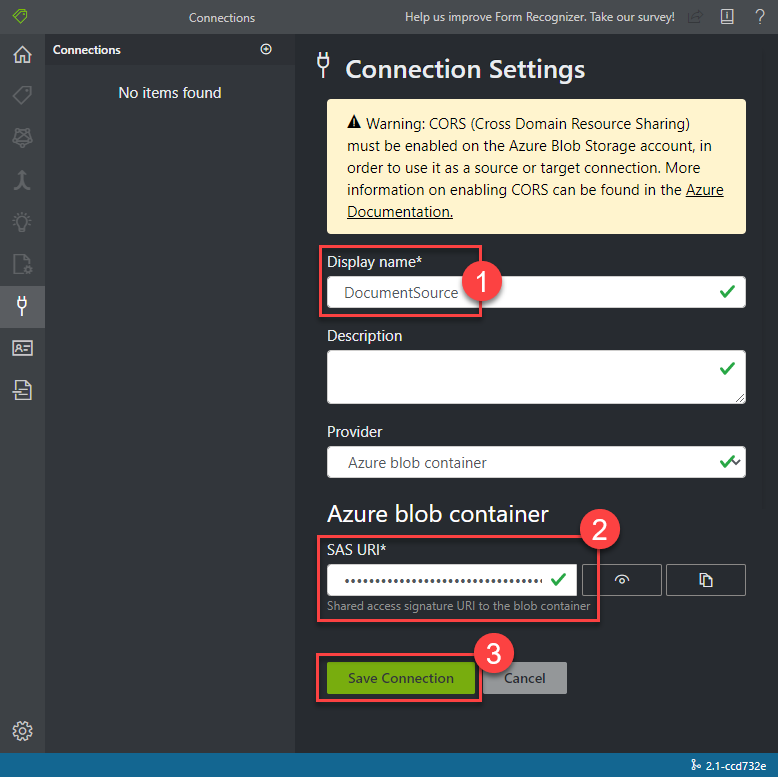 Connections
Help us improve Form Recognizer. Take our survey!
?
Connections
No items found
Connection Settings
Warning: CORS (Cross Domain Resource Sharing)
must be enabled on the Azure Blob Storage account, in
order to use it as a source or target connection. More
information on enabling CORS can be found in the Azure
Documentation.
Display name*
1
DocumentSource
Description
Provider
Azure blob container
Azure blob container
2
SAS URI*
••••••••••••••••••••••••••••••••••
Shared access signature URI to the blob container
3
Save Connection
Cancel
2.1-ccd732e